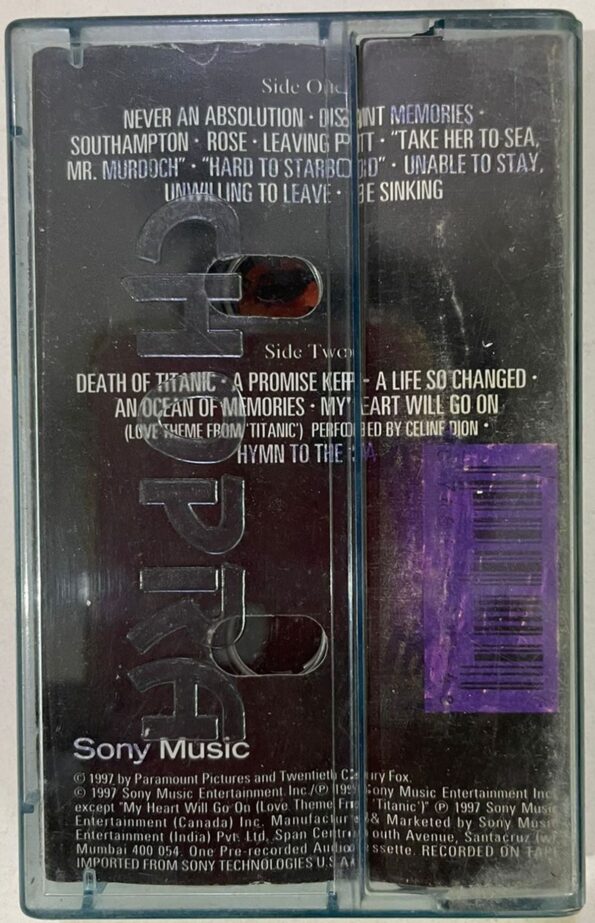 Side One
NEVER AN ABSOLUTION · DISTANT MEMORIES ·
SOUTHAMPTON · ROSE · LEAVING PORT · "TAKE HER TO SEA,
MR. MURDOCH" · "HARD TO STARBOARD" · UNABLE TO STAY,
UNWILLING TO LEAVE · THE SINKING
CHOPRA
Side Two
DEATH OF TITANIC · A PROMISE KEPT · A LIFE SO CHANGED ·
AN OCEAN OF MEMORIES · MY HEART WILL GO ON
(LOVE THEME FROM 'TITANIC') PERFORMED BY CELINE DION ·
HYMN TO THE SEA
Sony Music
© 1997 by Paramount Pictures and Twentieth Century Fox.
© 1997 Sony Music Entertainment Inc./℗ 1997 Sony Music Entertainment Inc
except "My Heart Will Go On (Love Theme From 'Titanic')" ℗ 1997 Sony Music
Entertainment (Canada) Inc. Manufactured & Marketed by Sony Music
Entertainment (India) Pvt. Ltd, Span Centre South Avenue, Santacruz (w)
Mumbai 400 054. One Pre-recorded Audio Cassette. RECORDED ON TAPE
IMPORTED FROM SONY TECHNOLOGIES U.S.A